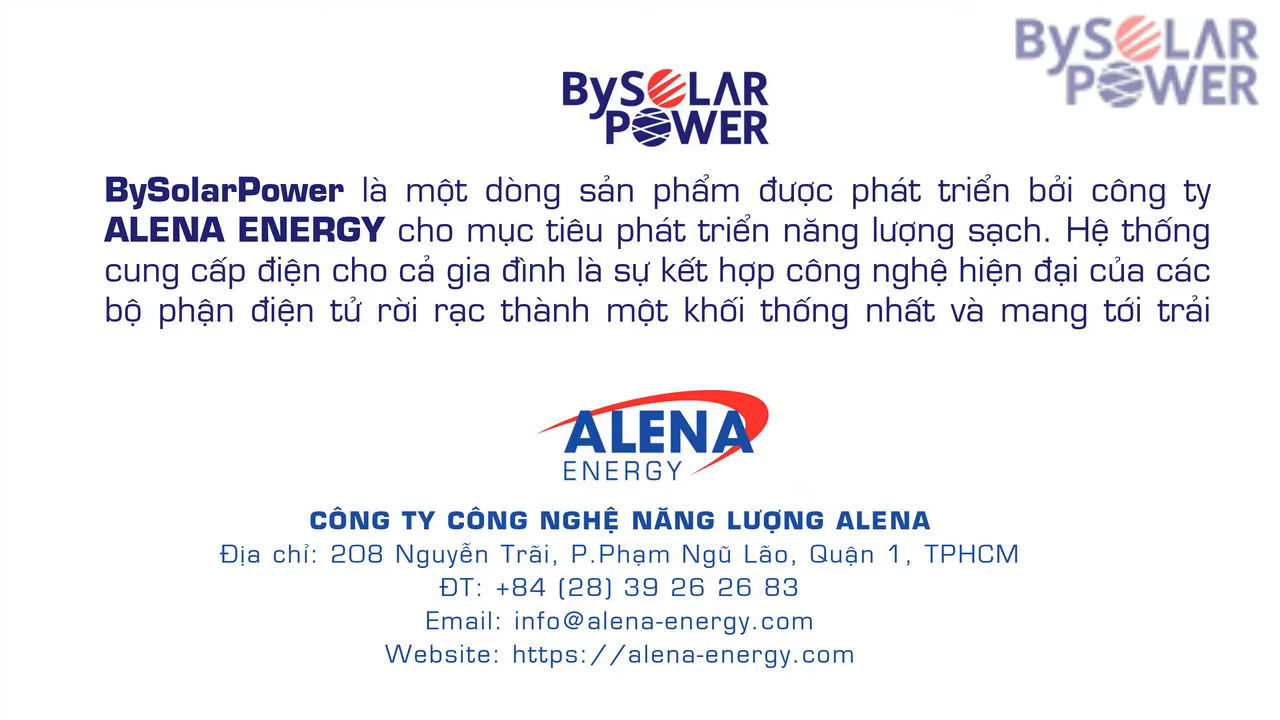 BySOLAR
POWER
BySOLAR
POWER
BySolarPower là một dòng sản phẩm được phát triển bởi công ty
ALENA ENERGY cho mục tiêu phát triển năng lượng sạch. Hệ thống
cung cấp điện cho cả gia đình là sự kết hợp công nghệ hiện đại của các
bộ phận điện tử rời rạc thành một khối thống nhất và mang tới trải
ALENA
ENERGY
CÔNG TY CÔNG NGHỆ NĂNG LƯỢNG ALENA
Địa chỉ: 208 Nguyễn Trãi, P.Phạm Ngũ Lão, Quận 1, TPHCM
ĐT: +84 (28) 39 26 26 83
Email: info@alena-energy.com
Website: https://alena-energy.com